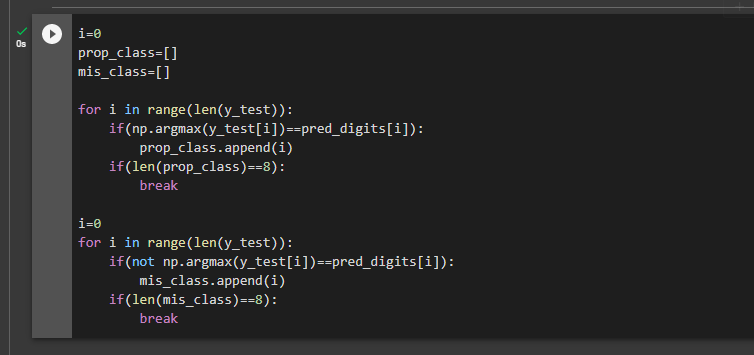 0s
i=0
prop_class=[]
mis_class=[]
for i in range(len(y_test)):
    if(np.argmax(y_test[i])==pred_digits[i]):
        prop_class.append(i)
    if(len(prop_class)==8):
        break
i=0
for i in range(len(y_test)):
    if(not np.argmax(y_test[i])==pred_digits[i]):
        mis_class.append(i)
    if(len(mis_class)==8):
        break